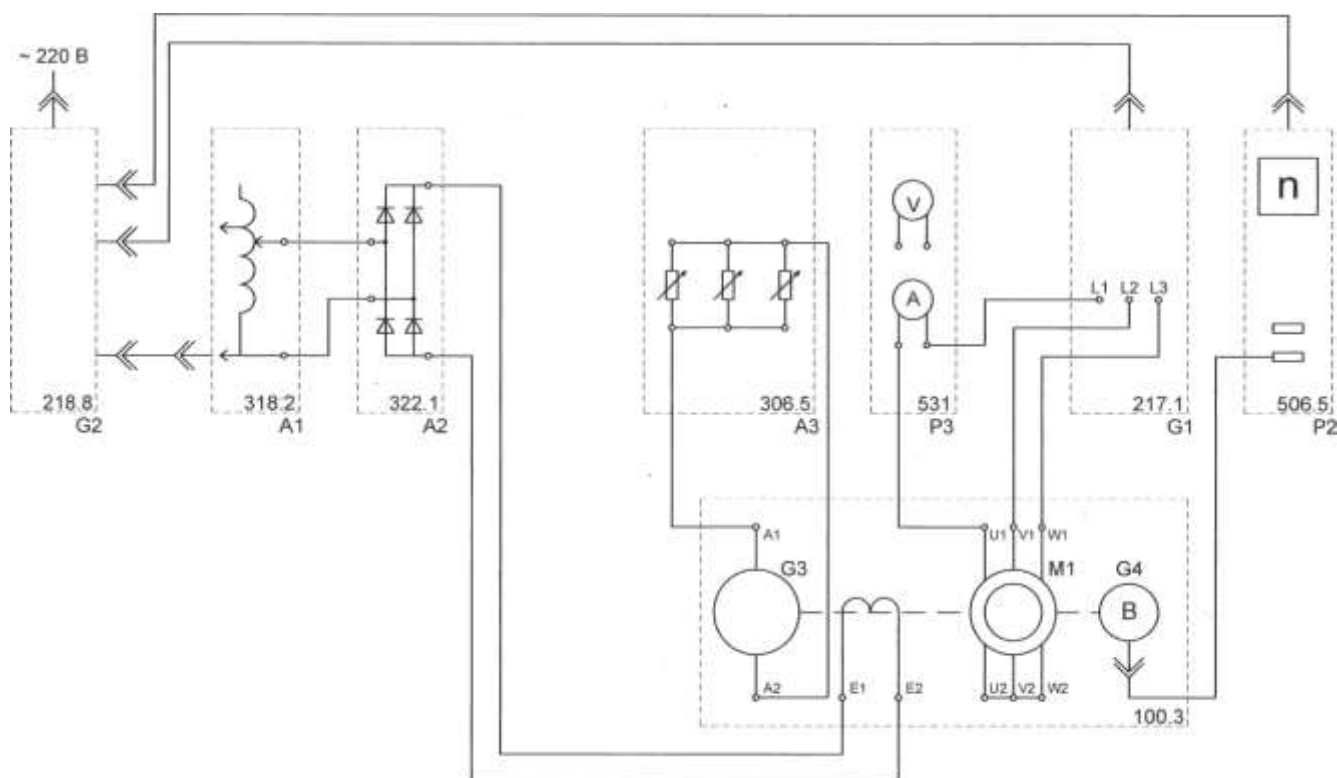 ~ 220 В
n
V
A
L1 L2 L3
218.8
G2
318.2
A1
322.1
A2
306.5
A3
531
P3
217.1
G1
506.5
P2
A1
G3
U1 V1 W1
M1
G4
B
A2
E1
E2
U2 V2 W2
100.3